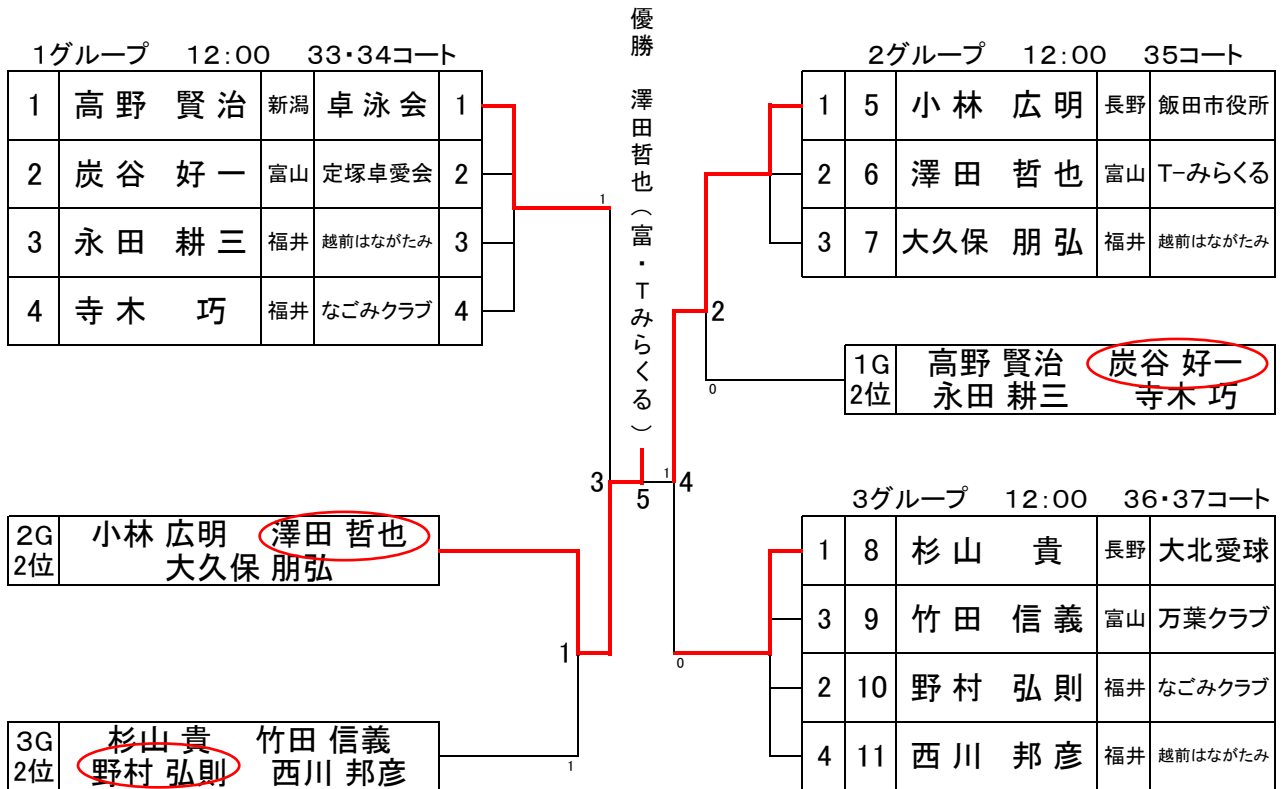 優勝　澤田哲也（富・Tみらくる）
1グループ　12:00　33・34コート
1 高野　賢治 新潟 卓泳会 1
2 炭谷　好一 富山 定塚卓愛会 2
3 永田　耕三 福井 越前はながたみ 3
4 寺木　巧 福井 なごみクラブ 4
2グループ　12:00　35コート
1 5 小林　広明 長野 飯田市役所
2 6 澤田　哲也 富山 T-みらくる
3 7 大久保　朋弘 福井 越前はながたみ
1
2
0
1G 2位
高野 賢治　炭谷 好一
永田 耕三　寺木 巧
3
5
1
4
2G 2位
小林 広明　澤田 哲也
大久保 朋弘
1
0
1
3G 2位
杉山 貴　竹田 信義
野村 弘則　西川 邦彦
3グループ　12:00　36・37コート
1 8 杉山　貴 長野 大北愛球
3 9 竹田　信義 富山 万葉クラブ
2 10 野村　弘則 福井 なごみクラブ
4 11 西川　邦彦 福井 越前はながたみ